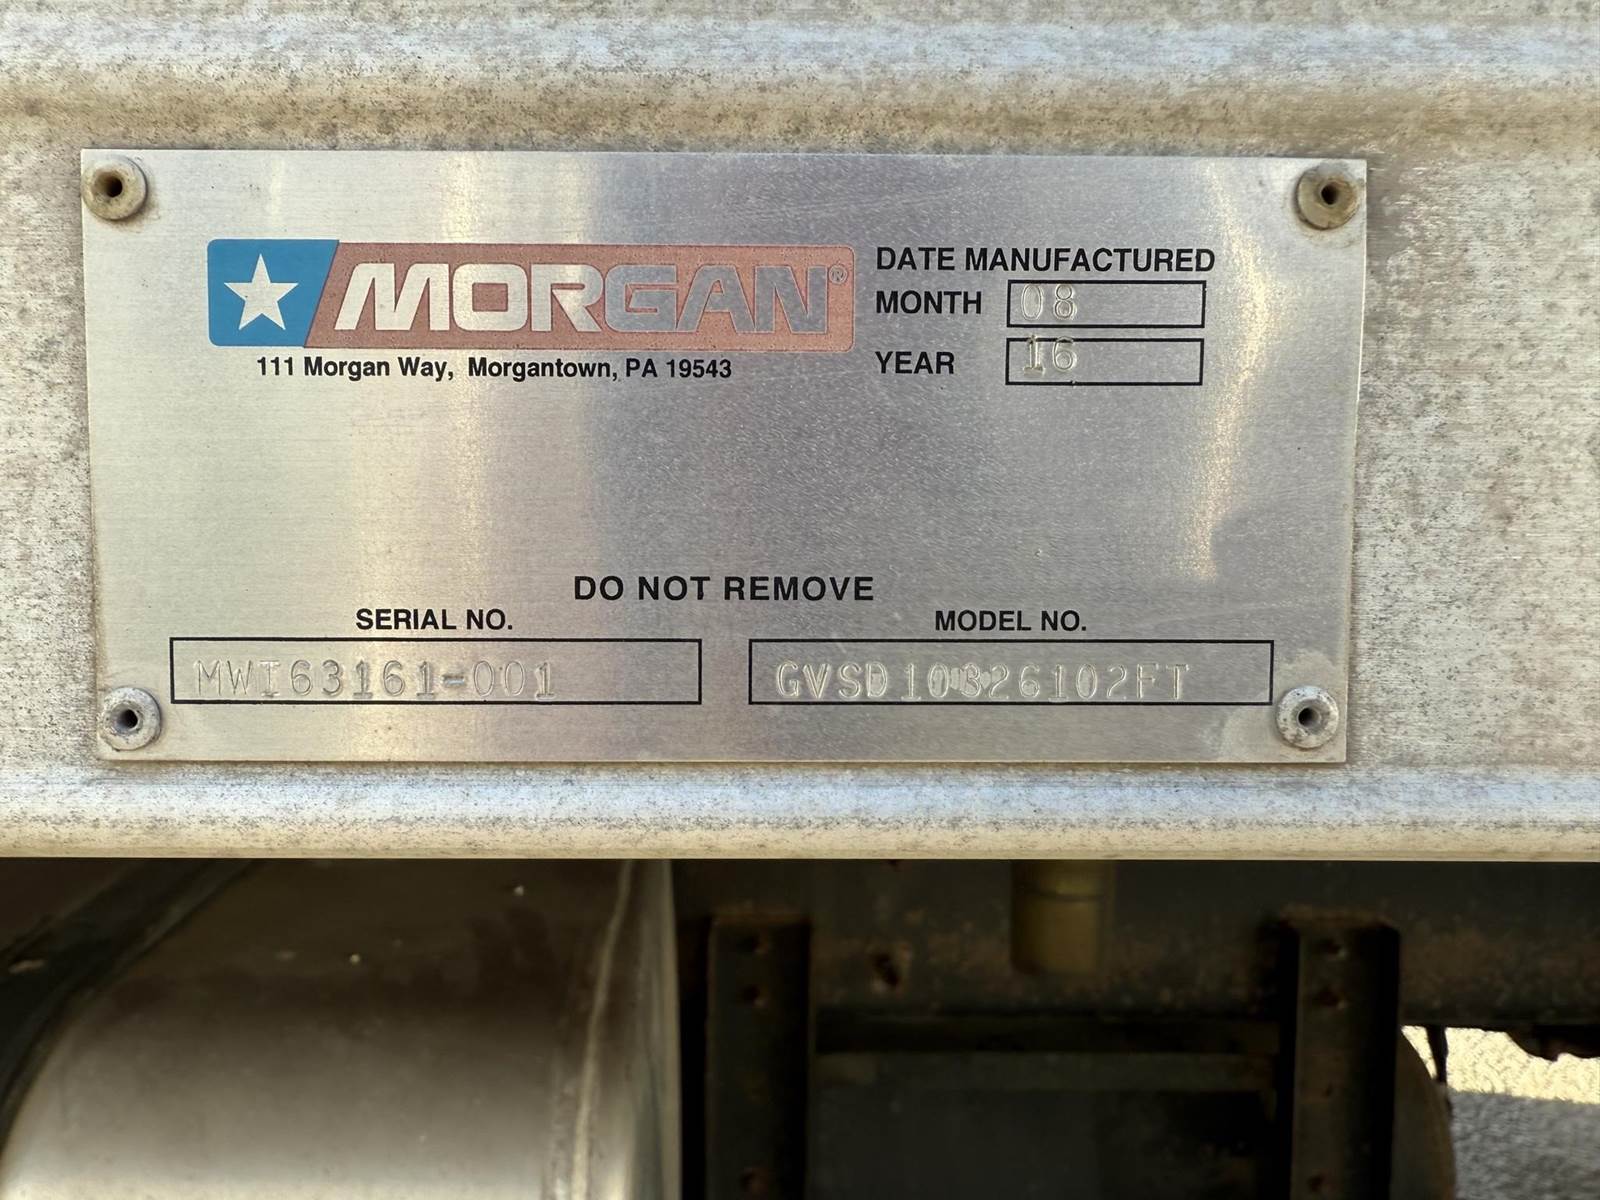 MORGAN®
111 Morgan Way, Morgantown, PA 19543
DATE MANUFACTURED
MONTH 08
YEAR 16
DO NOT REMOVE
SERIAL NO.
MWI63161-001
MODEL NO.